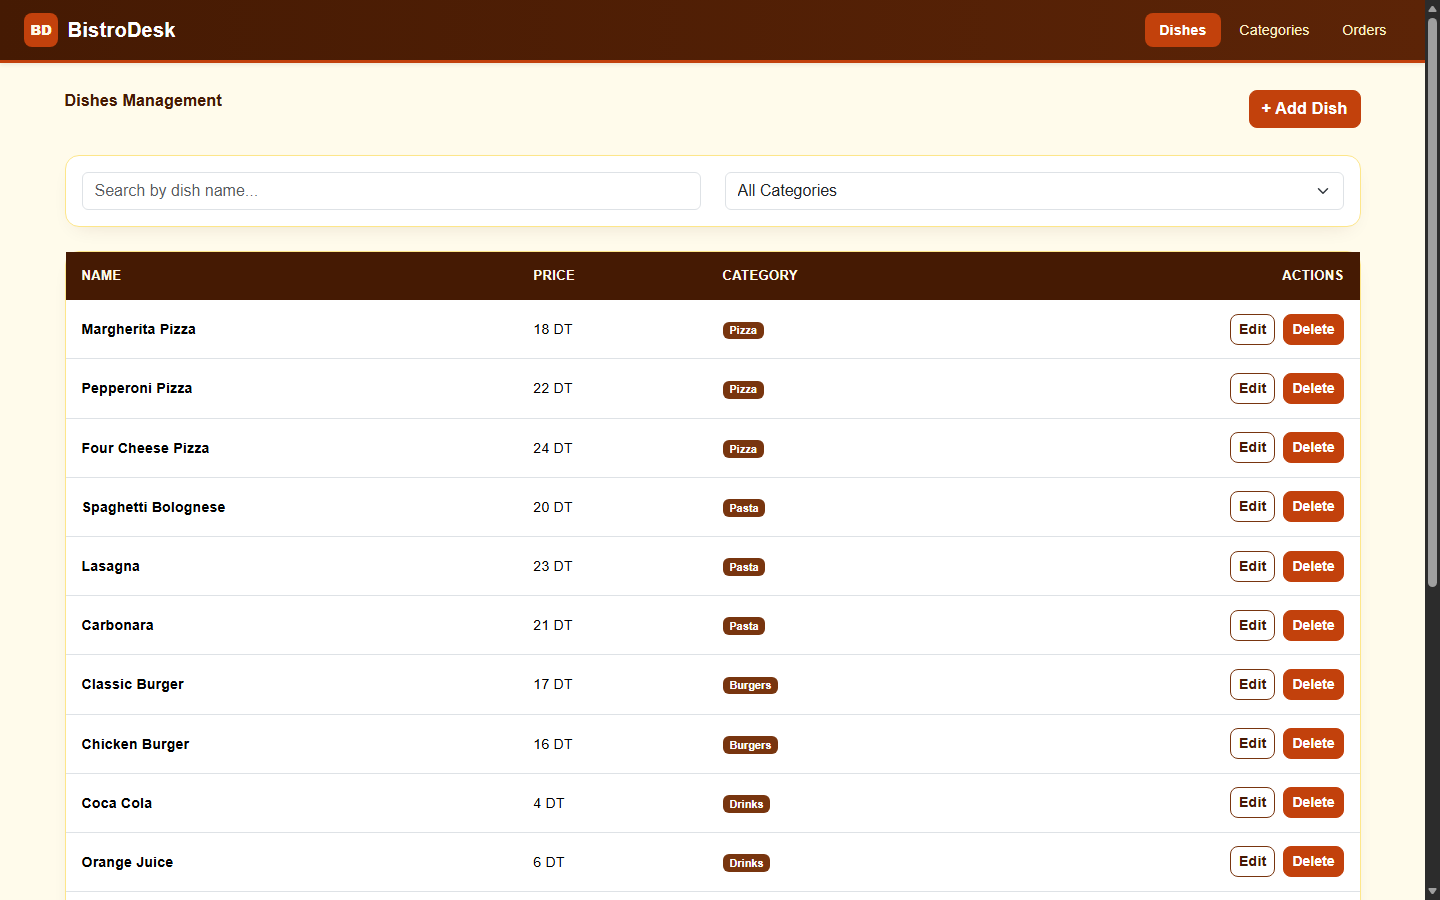 BD BistroDesk Dishes Categories Orders
Dishes Management
+ Add Dish
Search by dish name... All Categories
NAME PRICE CATEGORY ACTIONS
Margherita Pizza 18 DT Pizza Edit Delete
Pepperoni Pizza 22 DT Pizza Edit Delete
Four Cheese Pizza 24 DT Pizza Edit Delete
Spaghetti Bolognese 20 DT Pasta Edit Delete
Lasagna 23 DT Pasta Edit Delete
Carbonara 21 DT Pasta Edit Delete
Classic Burger 17 DT Burgers Edit Delete
Chicken Burger 16 DT Burgers Edit Delete
Coca Cola 4 DT Drinks Edit Delete
Orange Juice 6 DT Drinks Edit Delete